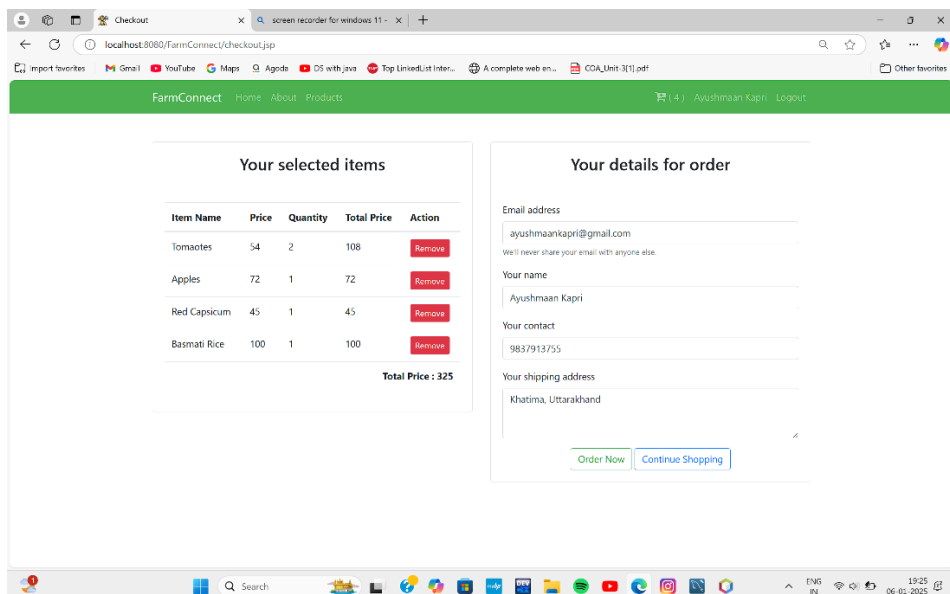 Checkout
screen recorder for windows 11 -
localhost:8080/FarmConnect/checkout.jsp
Import favorites Gmail YouTube Maps Agoda DS with java Top LinkedList Inter... A complete web en... COA_Unit-3[1].pdf Other favorites
FarmConnect Home About Products ( 4 ) Ayushmaan Kapri Logout
Your selected items
Item Name Price Quantity Total Price Action
Tomaotes 54 2 108 Remove
Apples 72 1 72 Remove
Red Capsicum 45 1 45 Remove
Basmati Rice 100 1 100 Remove
Total Price : 325
Your details for order
Email address
ayushmaankapri@gmail.com
We'll never share your email with anyone else.
Your name
Ayushmaan Kapri
Your contact
9837913755
Your shipping address
Khatima, Uttarakhand
Order Now Continue Shopping
1
Search
ENG
IN
19:25
06-01-2025